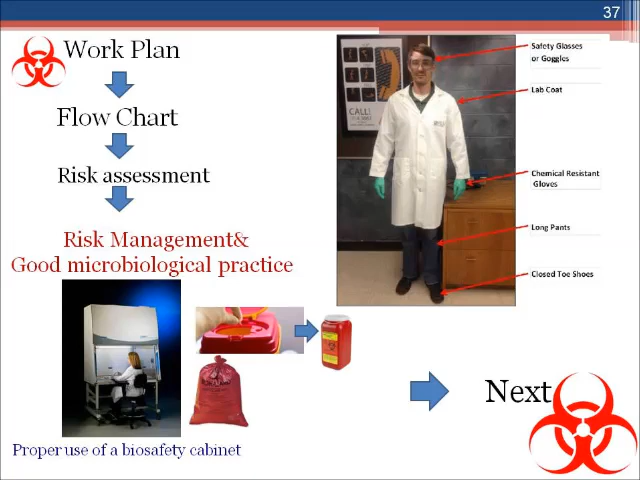 37
Work Plan
Flow Chart
Risk assessment
Risk Management&
Good microbiological practice
Proper use of a biosafety cabinet
CALL!
Safety Glasses
or Goggles
Lab Coat
Chemical Resistant
Gloves
Long Pants
Closed Toe Shoes
Next